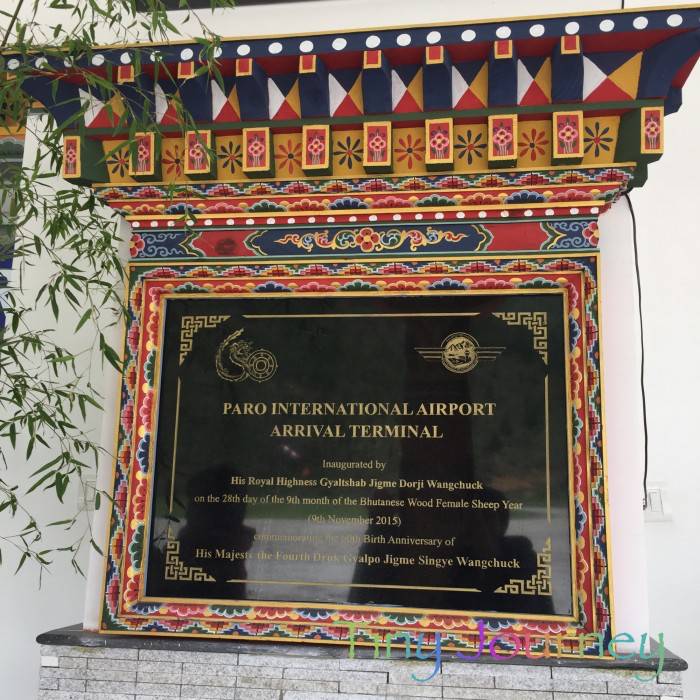 PARO INTERNATIONAL AIRPORT
ARRIVAL TERMINAL
Inaugurated by
His Royal Highness Gyaltshab Jigme Dorji Wangchuck
on the 28th day of the 9th month of the Bhutanese Wood Female Sheep Year
(9th November 2015)
commemorating the 60th Birth Anniversary of
His Majesty the Fourth Druk Gyalpo Jigme Singye Wangchuck
Tiny Journey